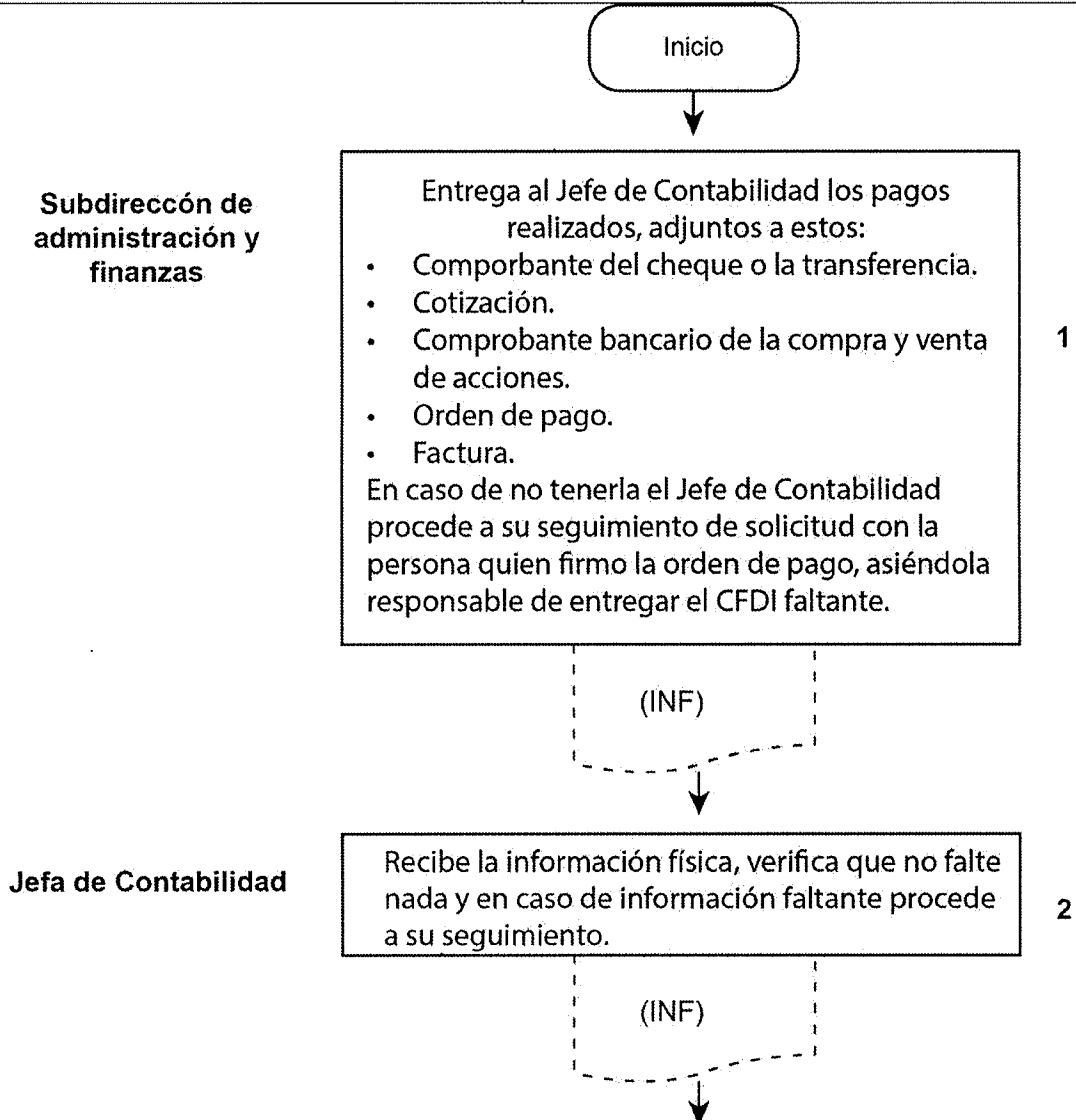 Inicio
Subdireccón de
administración y
finanzas
Entrega al Jefe de Contabilidad los pagos
realizados, adjuntos a estos:
• Comporbante del cheque o la transferencia.
• Cotización.
• Comprobante bancario de la compra y venta
de acciones.
• Orden de pago.
• Factura.
En caso de no tenerla el Jefe de Contabilidad
procede a su seguimiento de solicitud con la
persona quien firmo la orden de pago, asiéndola
responsable de entregar el CFDI faltante.
1
(INF)
Jefa de Contabilidad
Recibe la información física, verifica que no falte
nada y en caso de información faltante procede
a su seguimiento.
2
(INF)